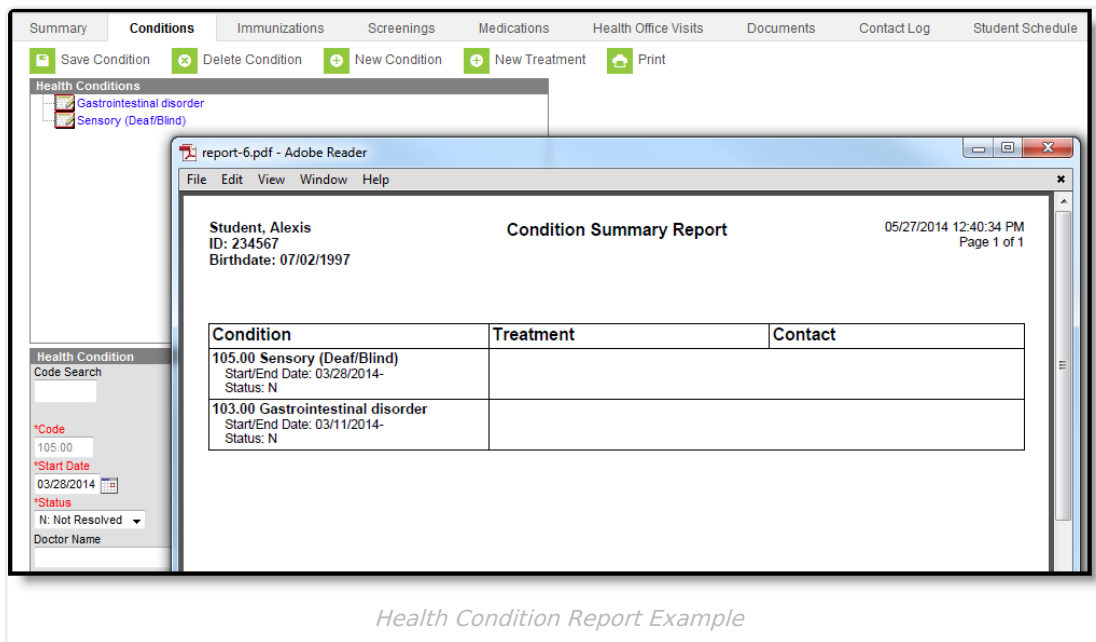 Summary Conditions Immunizations Screenings Medications Health Office Visits Documents Contact Log Student Schedule
Save Condition Delete Condition New Condition New Treatment Print
Health Conditions
Gastrointestinal disorder
Sensory (Deaf/Blind)
report-6.pdf - Adobe Reader
File Edit View Window Help
Student, Alexis
ID: 234567
Birthdate: 07/02/1997
Condition Summary Report
05/27/2014 12:40:34 PM
Page 1 of 1
Condition Treatment Contact
105.00 Sensory (Deaf/Blind)
Start/End Date: 03/28/2014-
Status: N
103.00 Gastrointestinal disorder
Start/End Date: 03/11/2014-
Status: N
Health Condition
Code Search
*Code
105.00
*Start Date
03/28/2014
*Status
N: Not Resolved
Doctor Name
Health Condition Report Example